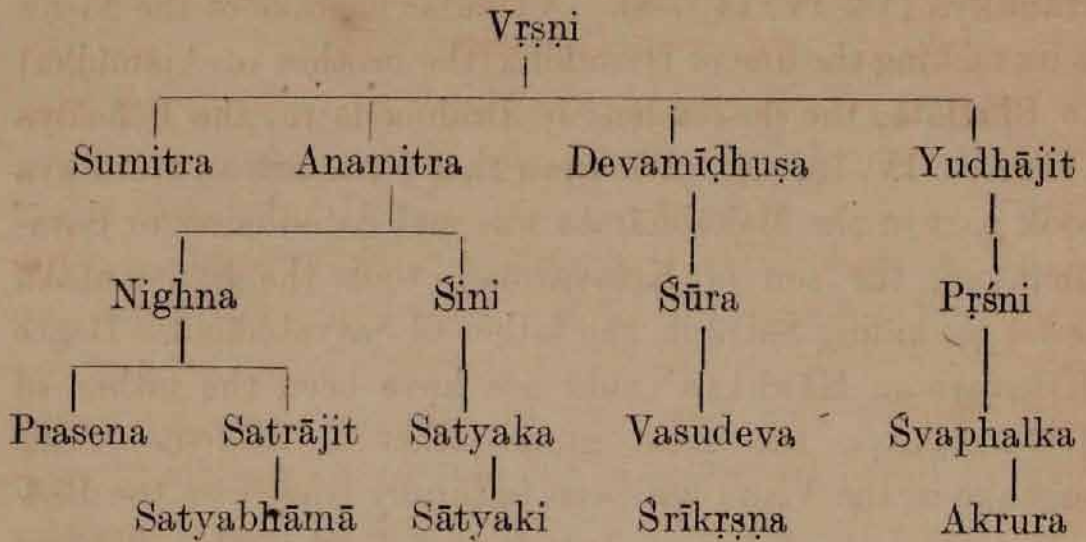 Vṛṣṇi
Sumitra Anamitra Devamīḍhuṣa Yudhājit
Nighna Śini Śūra Pṛśni
Prasena Satrājit Satyaka Vasudeva Śvaphalka
Satyabhāmā Sātyaki Śrīkṛṣṇa Akrura